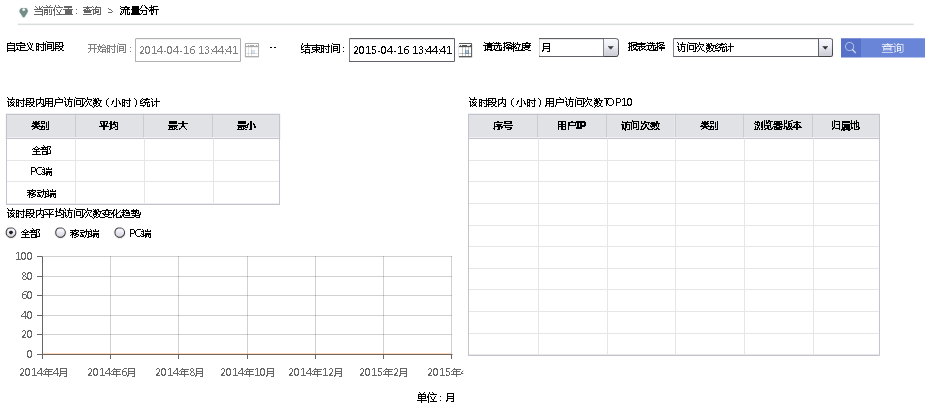 当前位置：查询 > 流量分析
自定义时间段 开始时间：2014-04-16 13:44:41 -- 结束时间：2015-04-16 13:44:41 请选择粒度 月 报表选择 访问次数统计 查询
该时段内用户访问次数（小时）统计
类别 平均 最大 最小
全部
PC端
移动端
该时段内平均访问次数变化趋势
全部 移动端 PC端
100
80
60
40
20
0
2014年4月 2014年6月 2014年8月 2014年10月 2014年12月 2015年2月 2015年4
单位：月
该时段内（小时）用户访问次数TOP10
序号 用户IP 访问次数 类别 浏览器版本 归属地